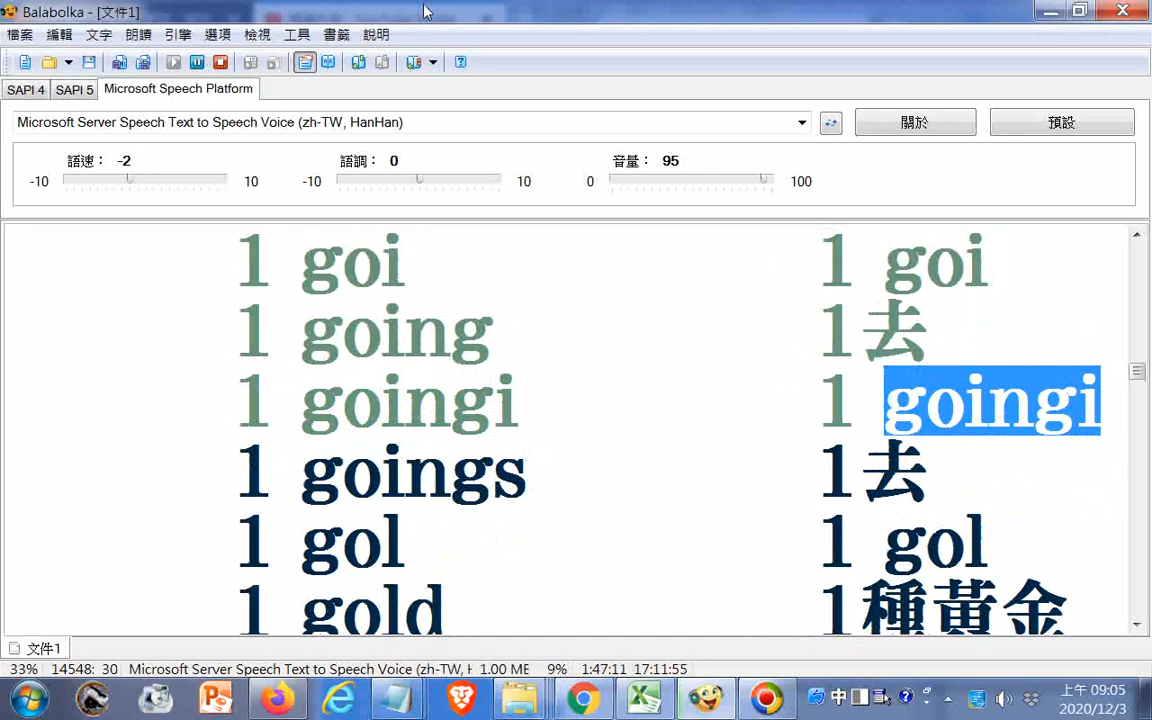 Balabolka - [文件1]
檔案 編輯 文字 朗讀 引擎 選項 檢視 工具 書籤 說明
SAPI 4 SAPI 5 Microsoft Speech Platform
Microsoft Server Speech Text to Speech Voice (zh-TW, HanHan) 關於 預設
語速： -2 語調： 0 音量： 95
-10 10 -10 10 0 100
1 goi 1 goi
1 going 1去
1 goingi 1 goingi
1 goings 1去
1 gol 1 gol
1 gold 1種黃金
文件1
33% 14548: 30 Microsoft Server Speech Text to Speech Voice (zh-TW, H 1.00 ME 9% 1:47:11 17:11:55
中 上午 09:05
2020/12/3